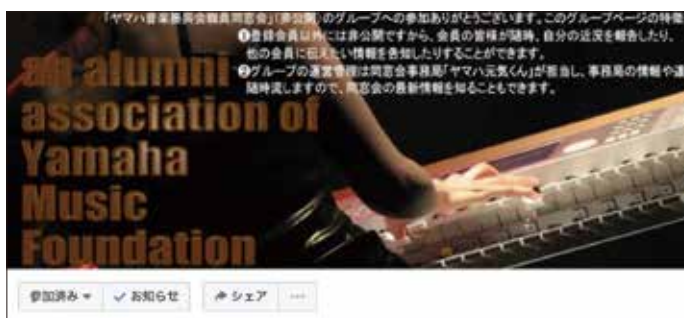 「ヤマハ音楽振興会職員同窓会」(非公開)のグループへの参加ありがとうございます。このグループページの特徴
❶登録会員以外には非公開ですから、会員の皆様が随時、自分の近況を報告したり、
他の会員に伝えたい情報を告知したりすることができます。
❷グループの運営管理は同窓会事務局「ヤマハ元気くん」が担当し、事務局の情報や連
随時流しますので、同窓会の最新情報を知ることもできます。
an alumni
association of
Yamaha
Music
Foundation
参加済み
お知らせ
シェア